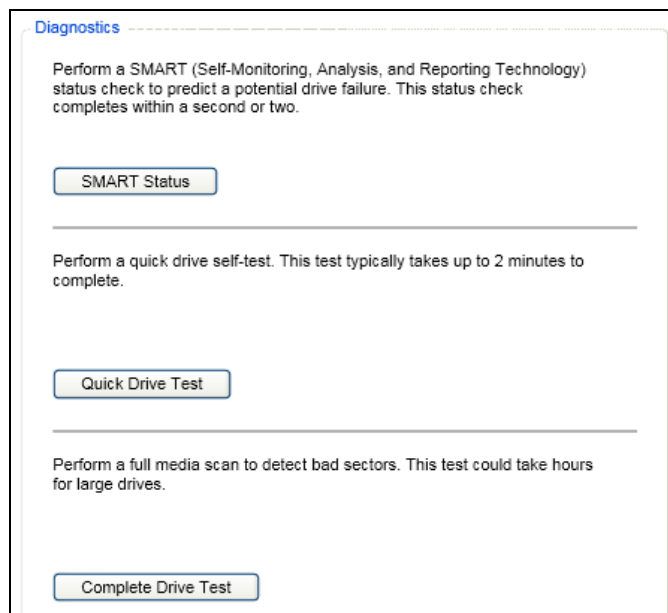 Diagnostics
Perform a SMART (Self-Monitoring, Analysis, and Reporting Technology)
status check to predict a potential drive failure. This status check
completes within a second or two.
SMART Status
Perform a quick drive self-test. This test typically takes up to 2 minutes to
complete.
Quick Drive Test
Perform a full media scan to detect bad sectors. This test could take hours
for large drives.
Complete Drive Test